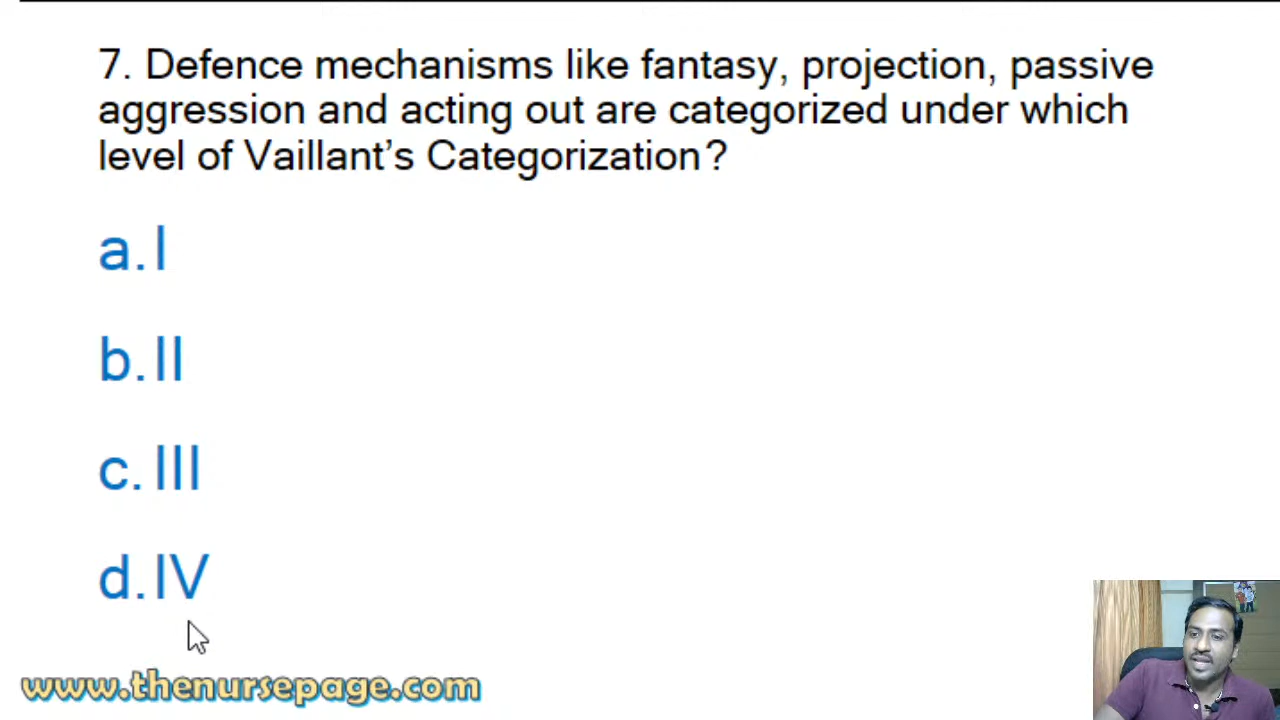 7. Defence mechanisms like fantasy, projection, passive
aggression and acting out are categorized under which
level of Vaillant’s Categorization?
a. I
b. II
c. III
d. IV
www.thenursepage.com